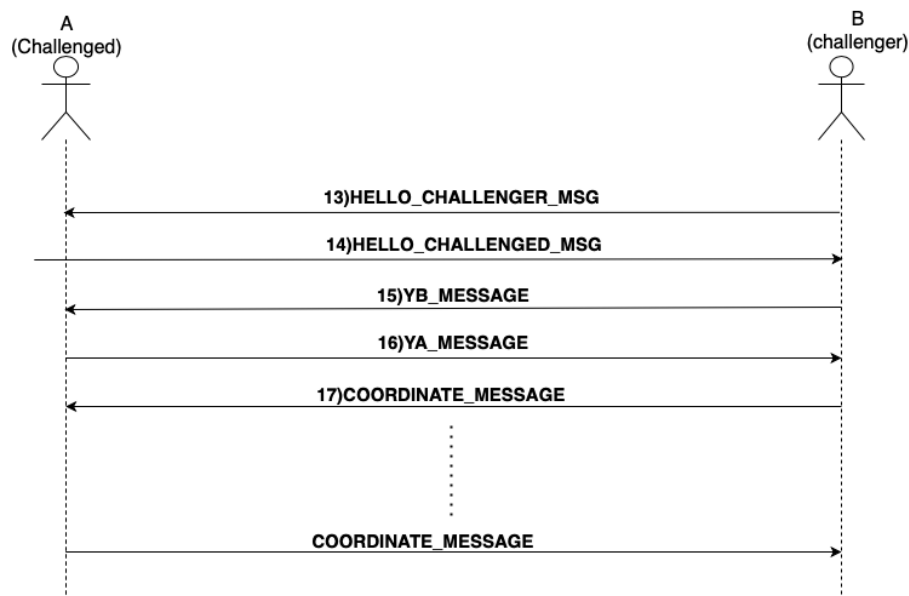 A
(Challenged)
B
(challenger)
13)HELLO_CHALLENGER_MSG
14)HELLO_CHALLENGED_MSG
15)YB_MESSAGE
16)YA_MESSAGE
17)COORDINATE_MESSAGE
COORDINATE_MESSAGE